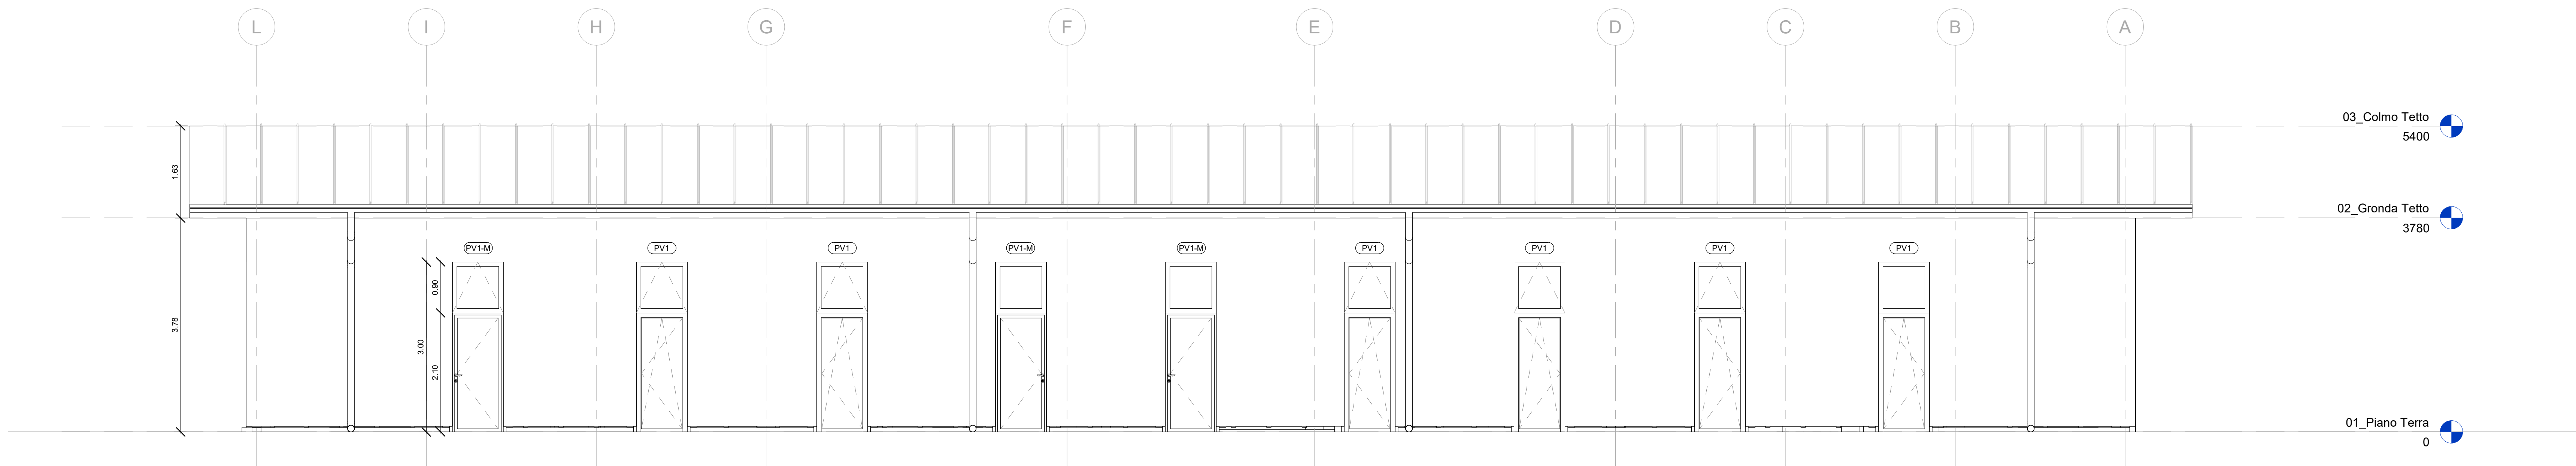 L I H G F E D C B A
03_Colmo Tetto
5400
1.63
02_Gronda Tetto
3780
PV1-M PV1 PV1 PV1-M PV1-M PV1 PV1 PV1 PV1
0.90
3.78
3.00
2.10
01_Piano Terra
0